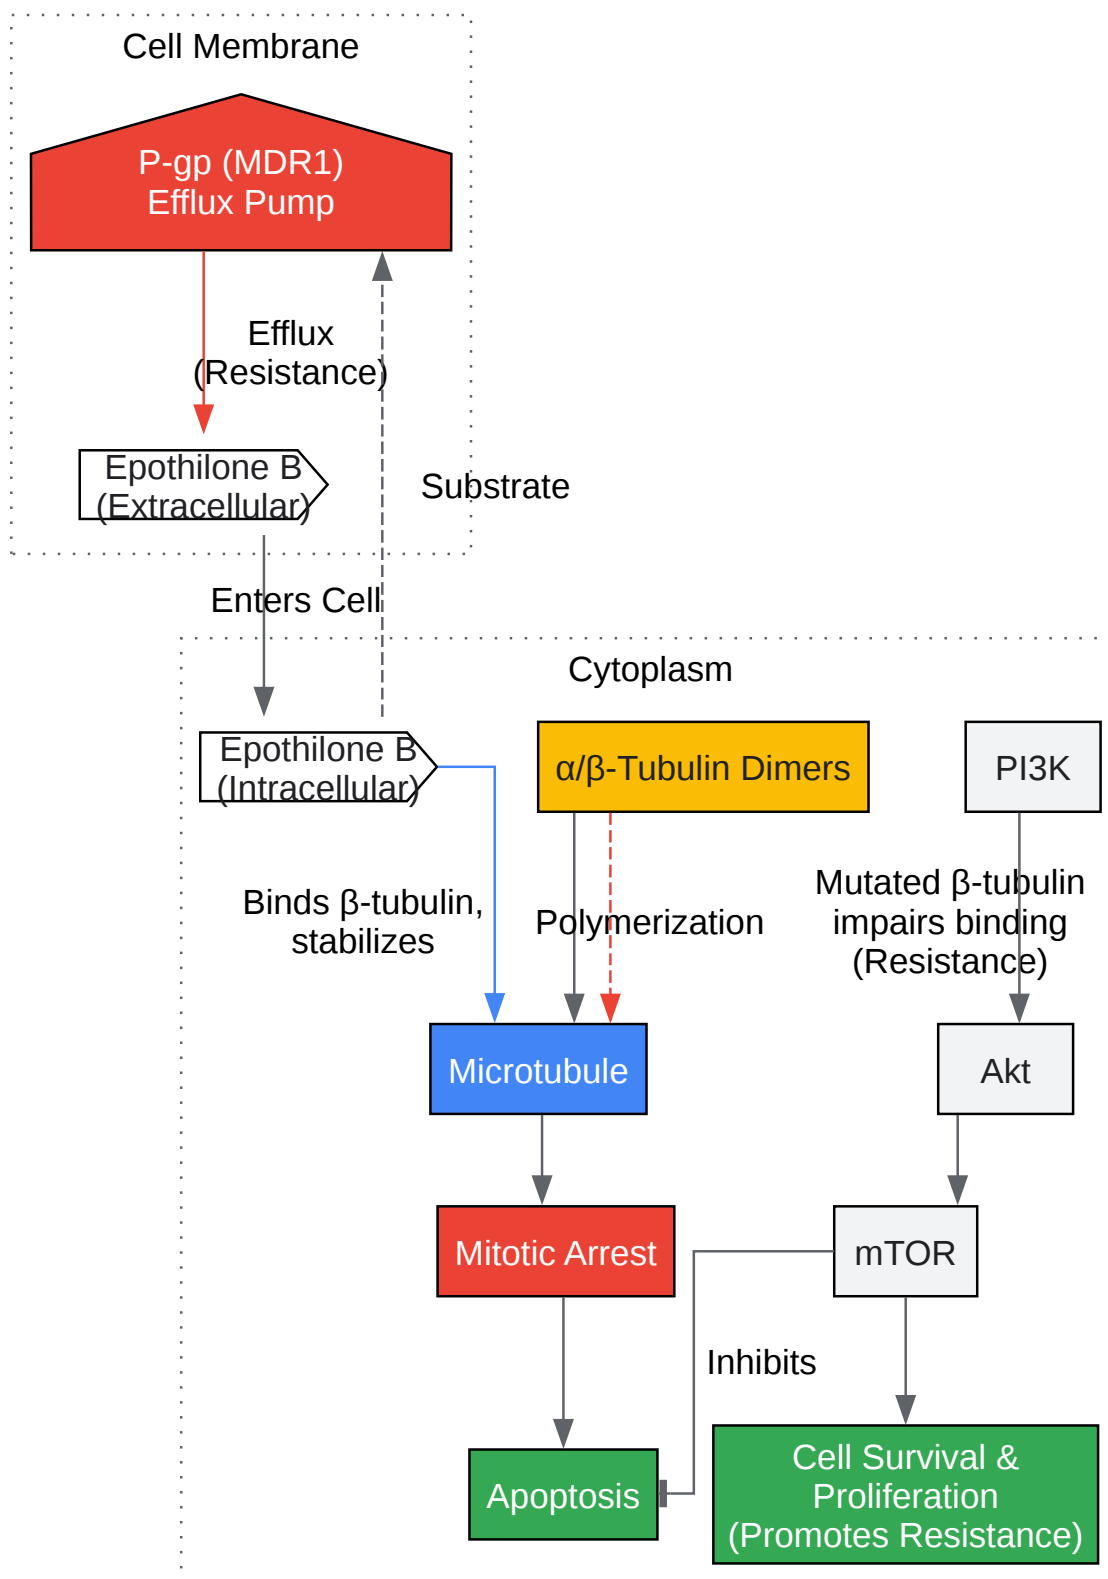 Cell Membrane
P-gp (MDR1)
Efflux Pump
Efflux
(Resistance)
Epothilone B
(Extracellular)
Substrate
Enters Cell
Cytoplasm
Epothilone B
(Intracellular)
α/β-Tubulin Dimers
PI3K
Binds β-tubulin,
stabilizes
Polymerization
Mutated β-tubulin
impairs binding
(Resistance)
Microtubule
Akt
Mitotic Arrest
mTOR
Inhibits
Apoptosis
Cell Survival &
Proliferation
(Promotes Resistance)